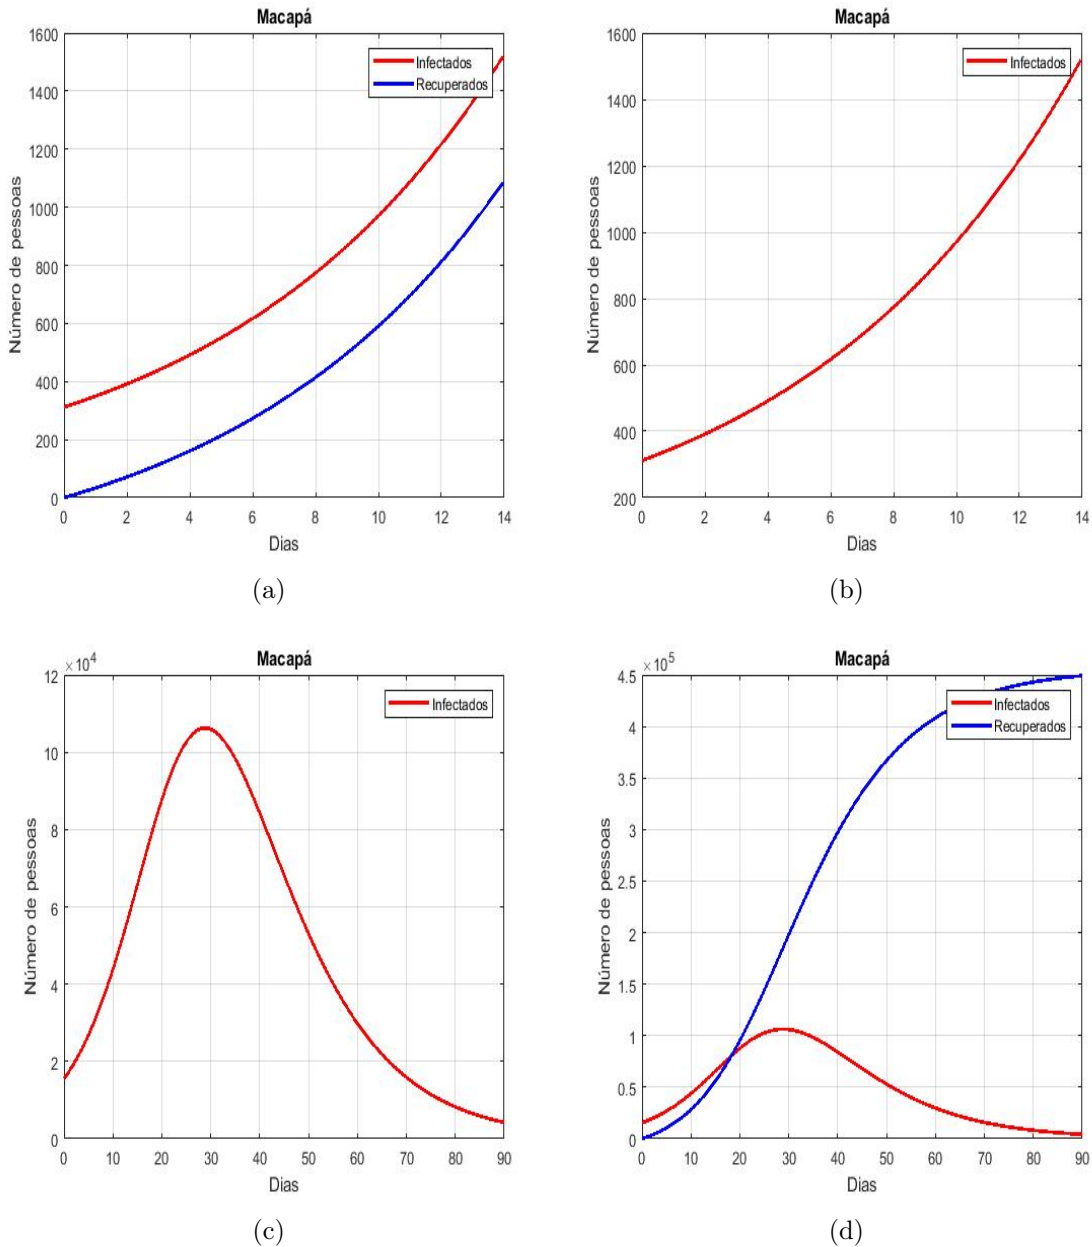 Macapá
1600
1400
1200
1000
800
600
400
200
0
Número de pessoas
Infectados
Recuperados
0 2 4 6 8 10 12 14
Dias
(a)
Macapá
1600
1400
1200
1000
800
600
400
200
Número de pessoas
Infectados
0 2 4 6 8 10 12 14
Dias
(b)
Macapá
×10⁴
12
10
8
6
4
2
0
Número de pessoas
Infectados
0 10 20 30 40 50 60 70 80 90
Dias
(c)
Macapá
×10⁵
4.5
4
3.5
3
2.5
2
1.5
1
0.5
0
Número de pessoas
Infectados
Recuperados
0 10 20 30 40 50 60 70 80 90
Dias
(d)